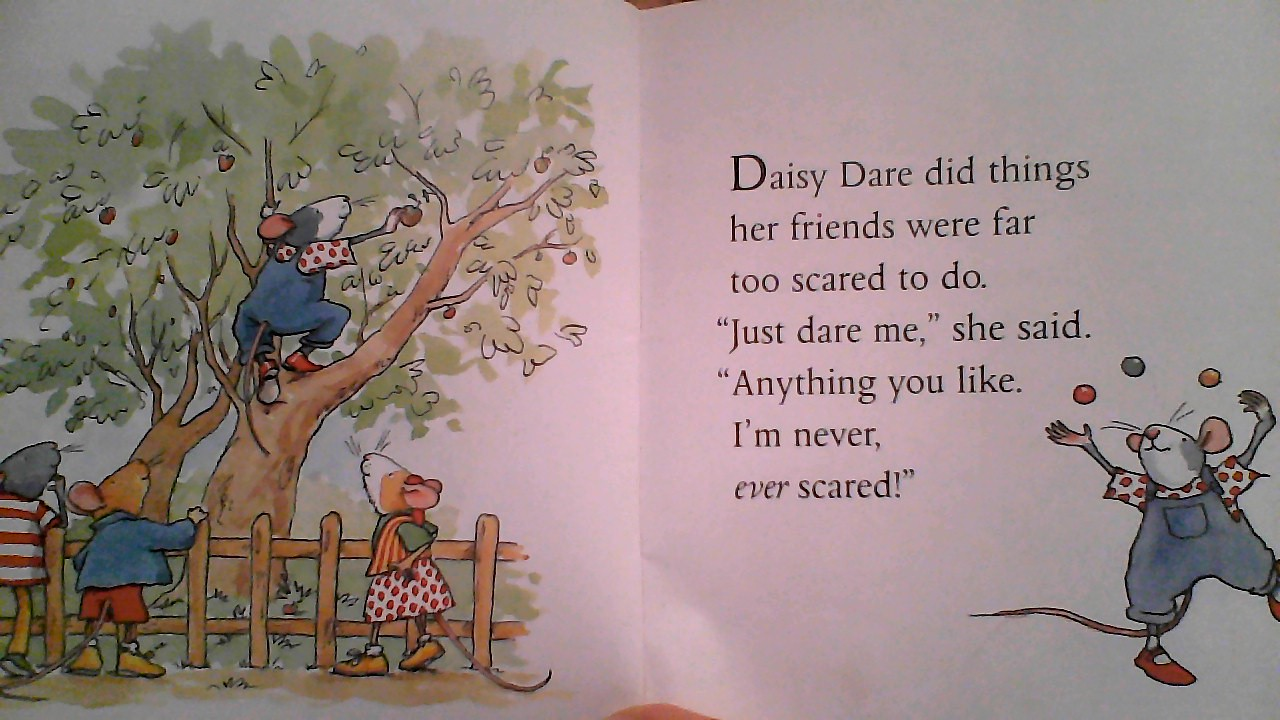 Daisy Dare did things
her friends were far
too scared to do.
“Just dare me,” she said.
“Anything you like.
I’m never,
ever scared!”